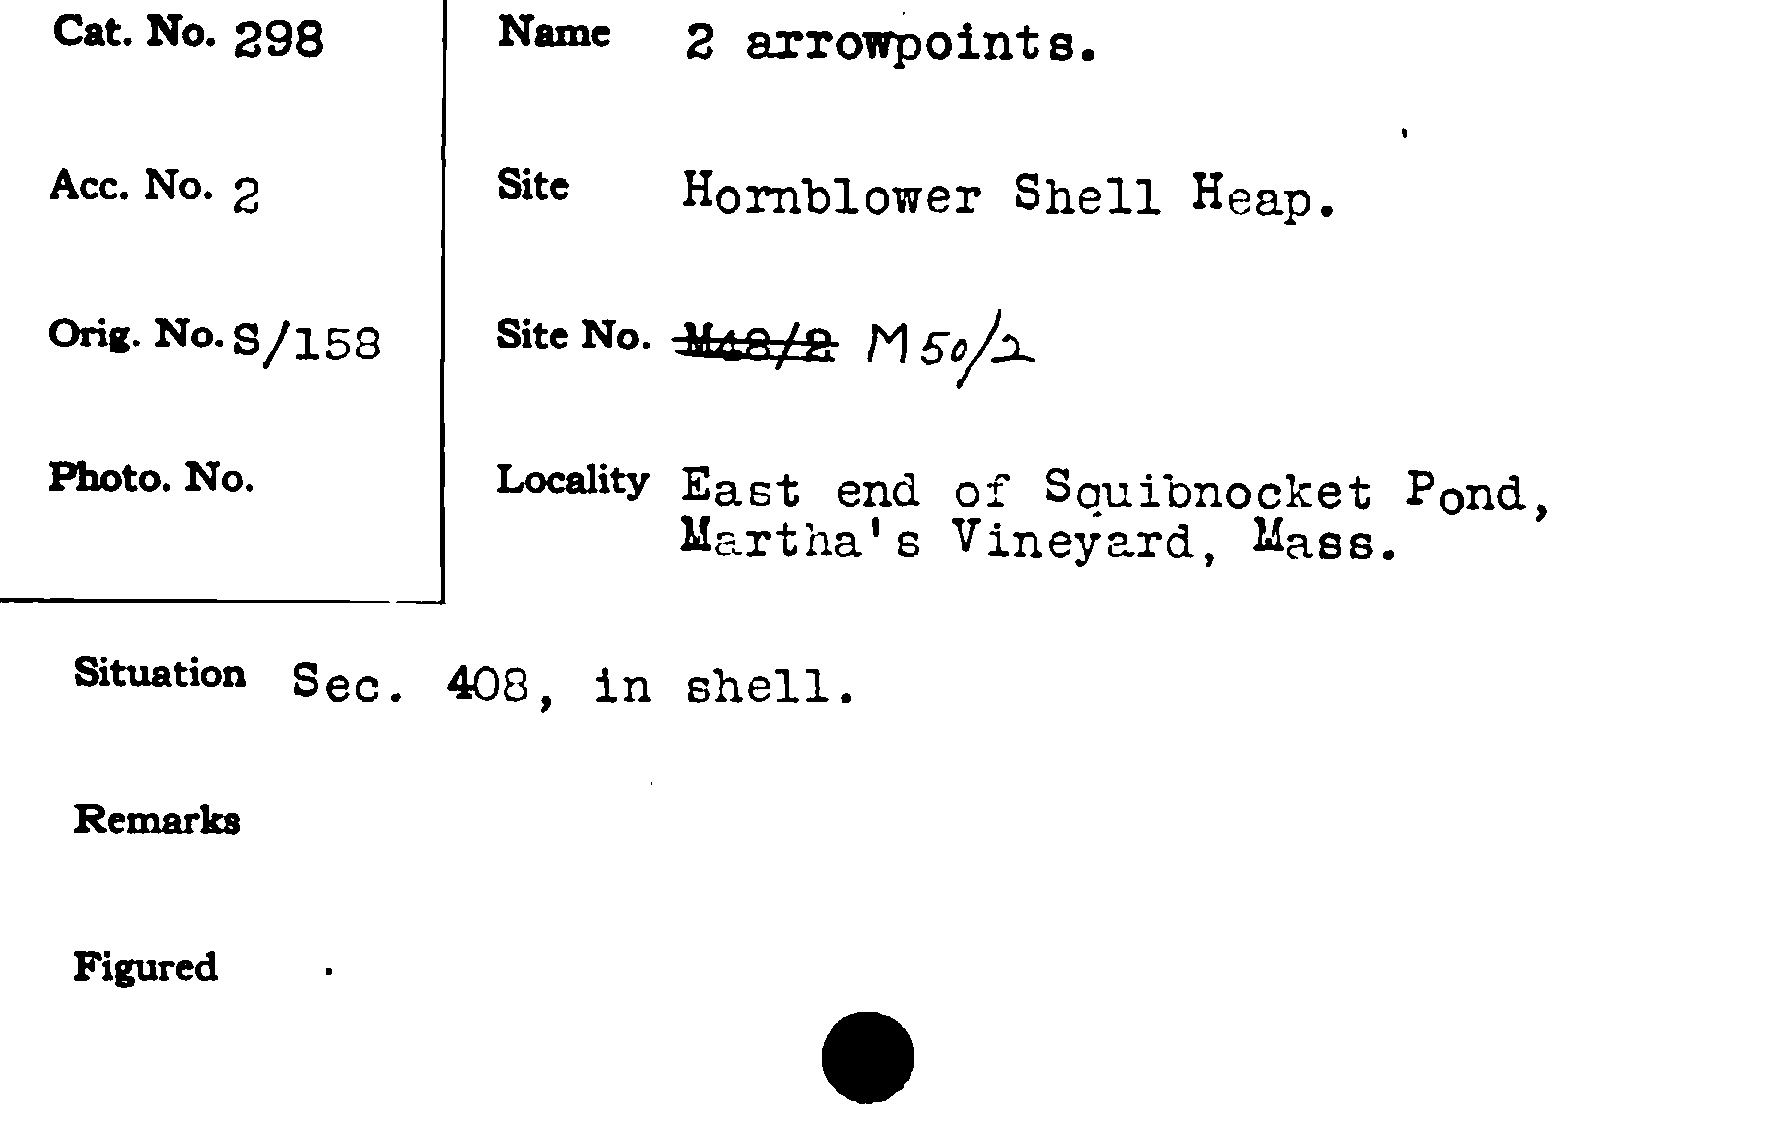 Cat. No. 298
Name 2 arrowpoints.
Acc. No. 2
Site Hornblower Shell Heap.
Orig. No. S/158
Site No. M48/2 M50/2
Photo. No.
Locality East end of Squibnocket Pond,
Martha's Vineyard, Mass.
Situation Sec. 408, in shell.
Remarks
Figured